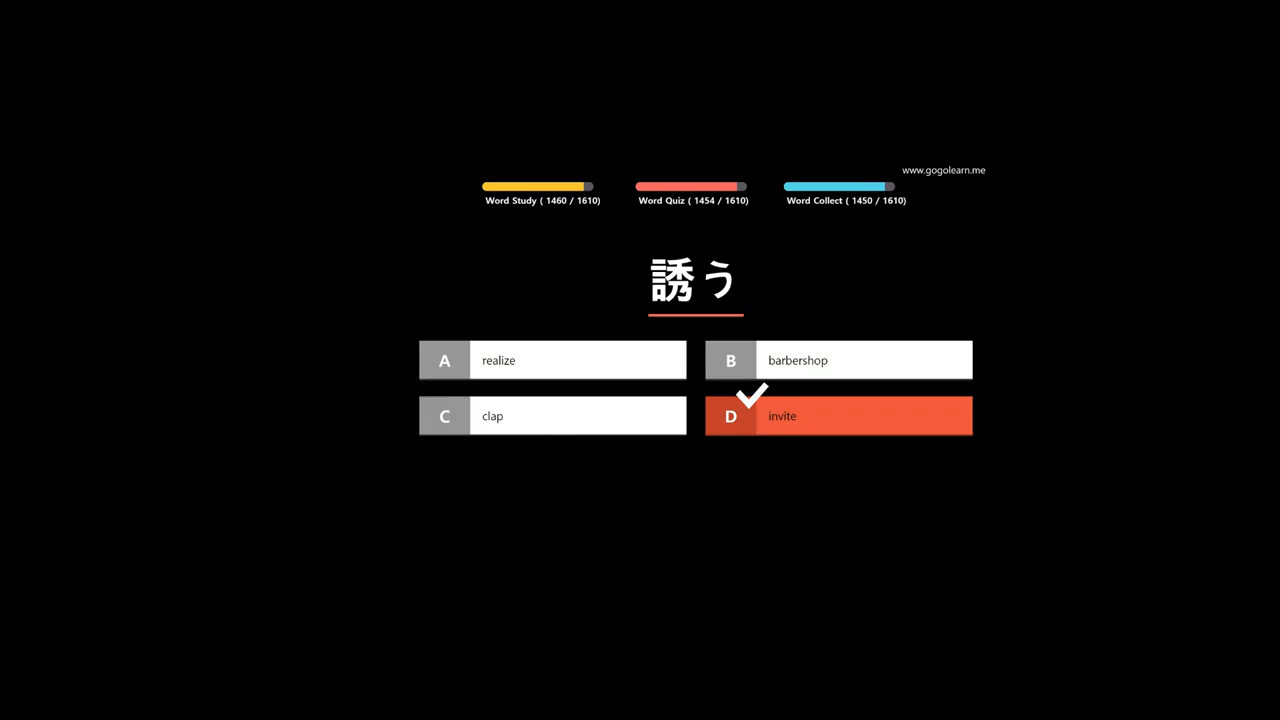 www.gogolearn.me
Word Study ( 1460 / 1610)
Word Quiz ( 1454 / 1610)
Word Collect ( 1450 / 1610)
誘う
A realize
B barbershop
C clap
D invite